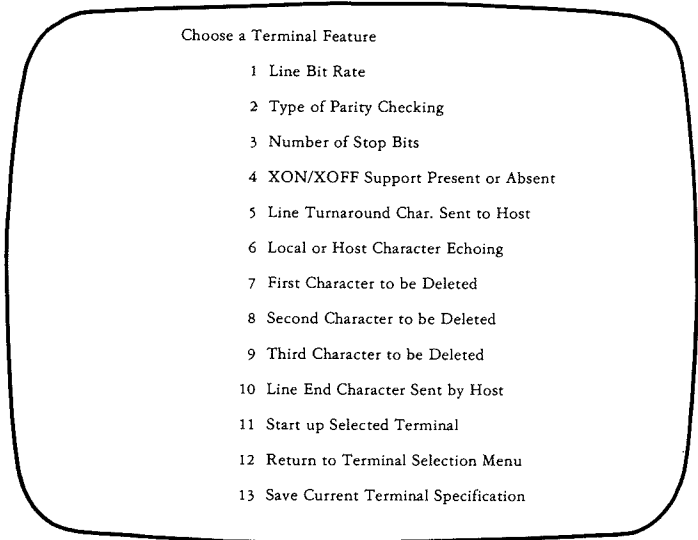 Choose a Terminal Feature
1 Line Bit Rate
2 Type of Parity Checking
3 Number of Stop Bits
4 XON/XOFF Support Present or Absent
5 Line Turnaround Char. Sent to Host
6 Local or Host Character Echoing
7 First Character to be Deleted
8 Second Character to be Deleted
9 Third Character to be Deleted
10 Line End Character Sent by Host
11 Start up Selected Terminal
12 Return to Terminal Selection Menu
13 Save Current Terminal Specification